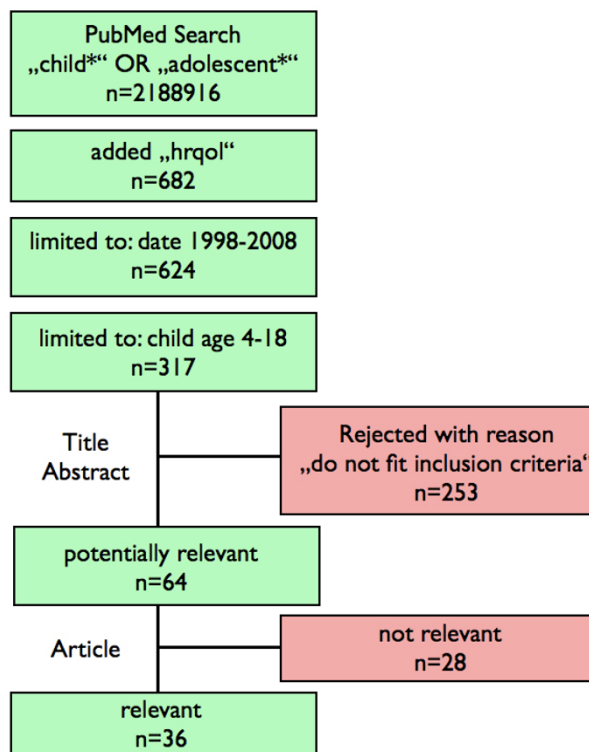 PubMed Search
„child*“ OR „adolescent*“
n=2188916
added „hrqol“
n=682
limited to: date 1998-2008
n=624
limited to: child age 4-18
n=317
Title
Abstract
Rejected with reason
„do not fit inclusion criteria“
n=253
potentially relevant
n=64
Article
not relevant
n=28
relevant
n=36